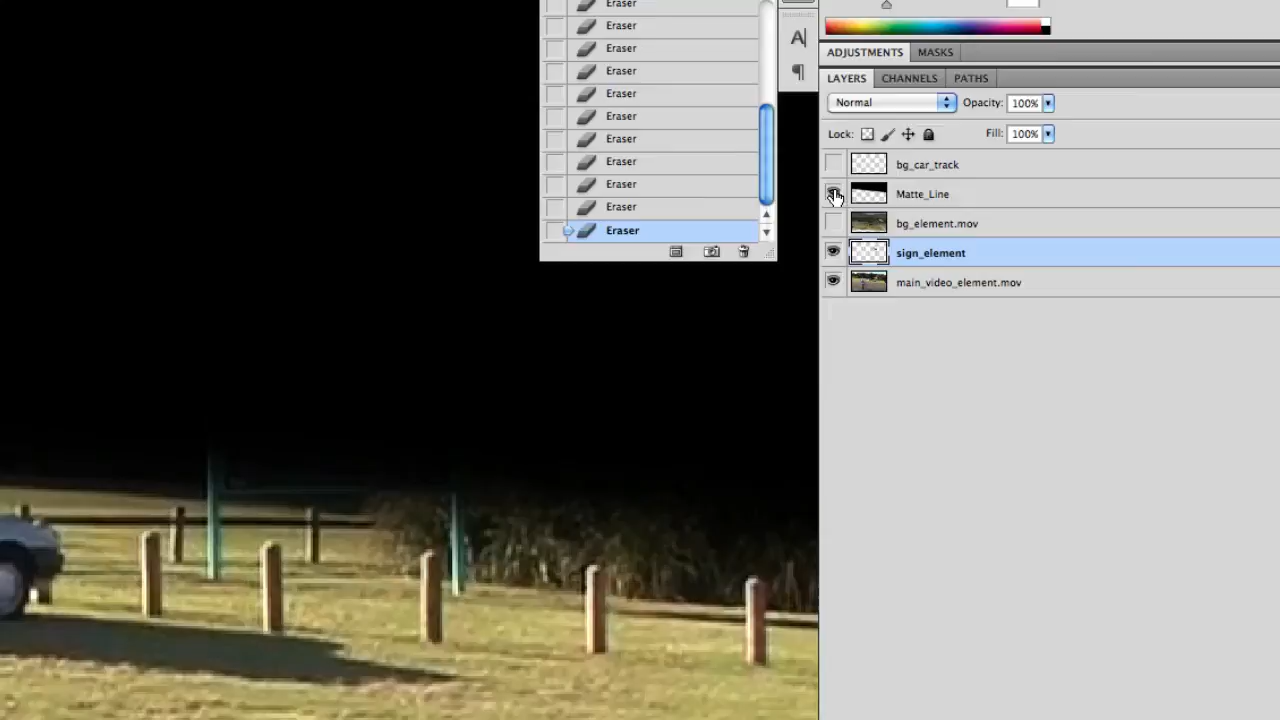 Eraser
Eraser
Eraser
Eraser
Eraser
Eraser
Eraser
Eraser
Eraser
Eraser
Eraser
A
¶
ADJUSTMENTS MASKS
LAYERS CHANNELS PATHS
Normal Opacity: 100%
Lock: Fill: 100%
bg_car_track
Matte_Line
bg_element.mov
sign_element
main_video_element.mov